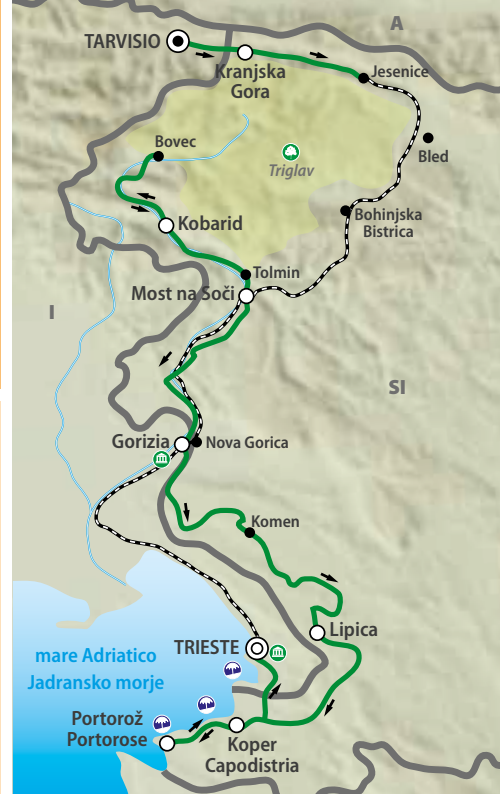 A
TARVISIO
Kranjska
Gora
Jesenice
Bovec
Bled
Triglav
Kobarid
Bohinjska
Bistrica
Tolmin
Most na Soči
I
SI
Gorizia
Nova Gorica
Komen
Lipica
TRIESTE
mare Adriatico
Jadransko morje
Portorož
Portorose
Koper
Capodistria